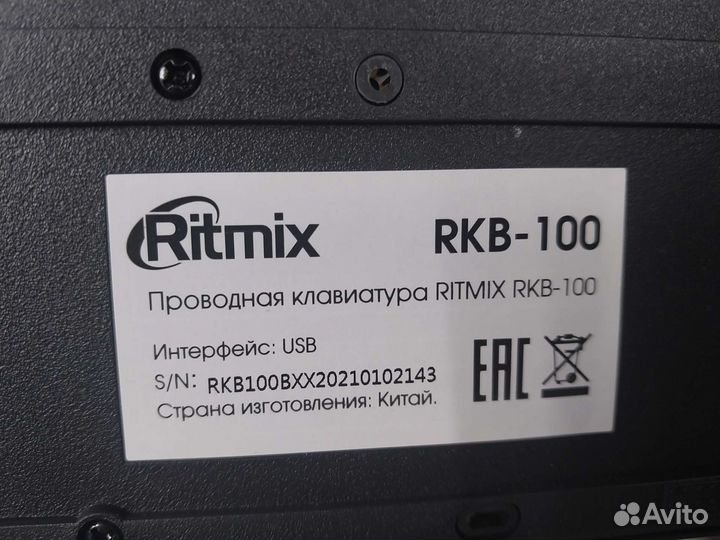 Ritmix RKB-100
Проводная клавиатура RITMIX RKB-100
Интерфейс: USB
S/N: RKB100BXX20210102143
Страна изготовления: Китай.
EAC
Avito